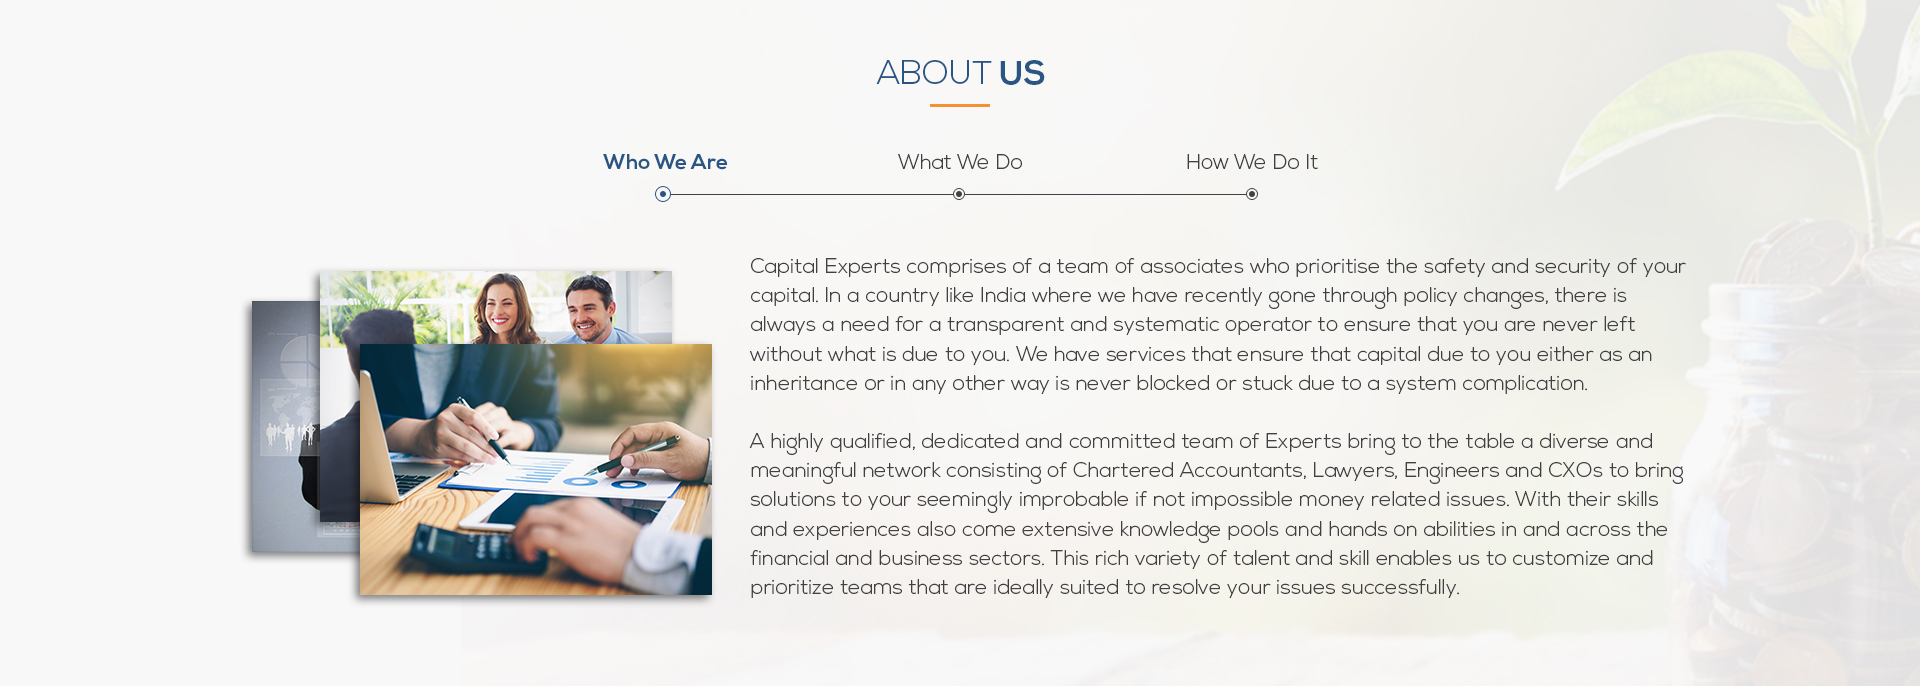 ABOUT US
Who We Are
What We Do
How We Do It
Capital Experts comprises of a team of associates who prioritise the safety and security of your
capital. In a country like India where we have recently gone through policy changes, there is
always a need for a transparent and systematic operator to ensure that you are never left
without what is due to you. We have services that ensure that capital due to you either as an
inheritance or in any other way is never blocked or stuck due to a system complication.
A highly qualified, dedicated and committed team of Experts bring to the table a diverse and
meaningful network consisting of Chartered Accountants, Lawyers, Engineers and CXOs to bring
solutions to your seemingly improbable if not impossible money related issues. With their skills
and experiences also come extensive knowledge pools and hands on abilities in and across the
financial and business sectors. This rich variety of talent and skill enables us to customize and
prioritize teams that are ideally suited to resolve your issues successfully.